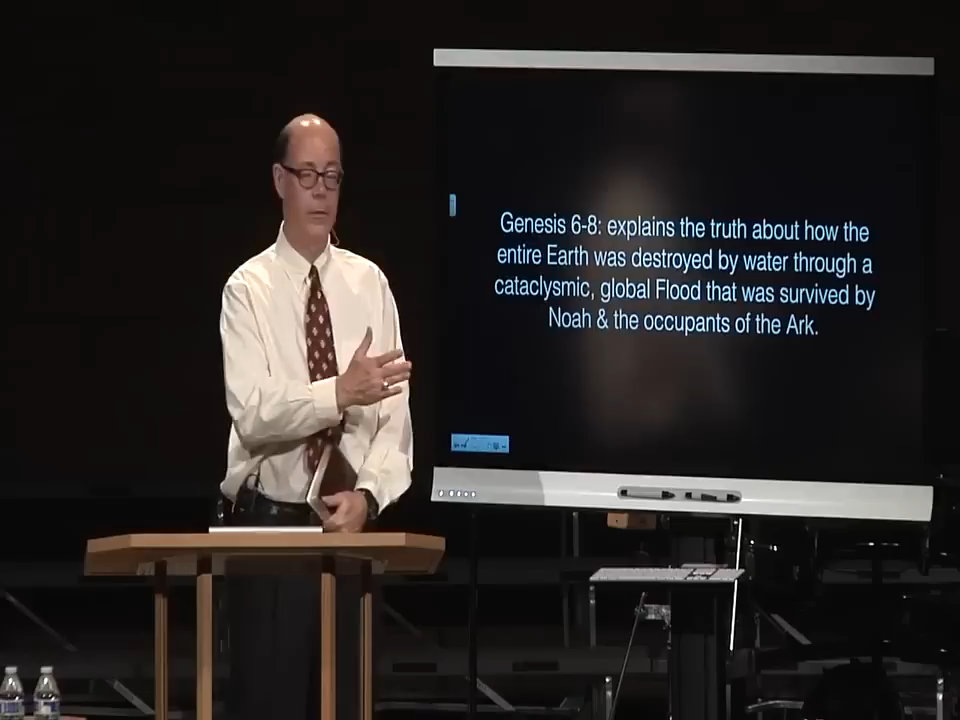 Genesis 6-8: explains the truth about how the
entire Earth was destroyed by water through a
cataclysmic, global Flood that was survived by
Noah & the occupants of the Ark.